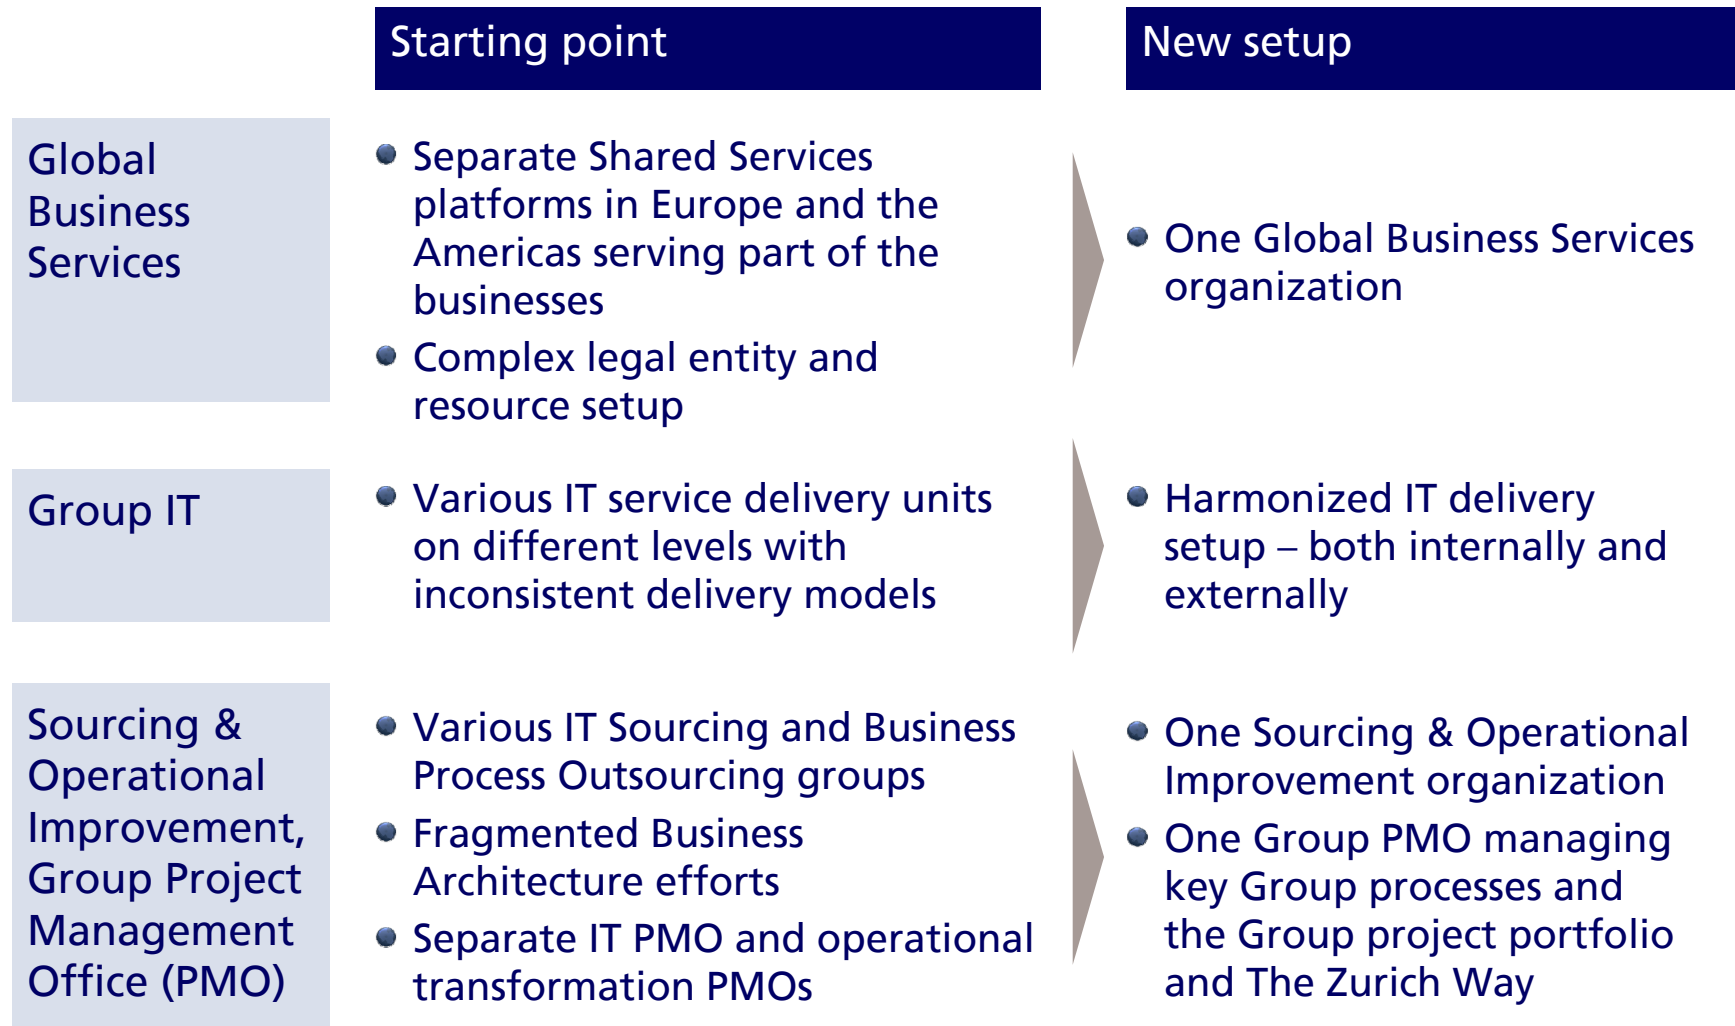 Starting point
New setup
Global
Business
Services
Separate Shared Services
platforms in Europe and the
Americas serving part of the
businesses
Complex legal entity and
resource setup
One Global Business Services
organization
Group IT
Various IT service delivery units
on different levels with
inconsistent delivery models
Harmonized IT delivery
setup – both internally and
externally
Sourcing &
Operational
Improvement,
Group Project
Management
Office (PMO)
Various IT Sourcing and Business
Process Outsourcing groups
Fragmented Business
Architecture efforts
Separate IT PMO and operational
transformation PMOs
One Sourcing & Operational
Improvement organization
One Group PMO managing
key Group processes and
the Group project portfolio
and The Zurich Way